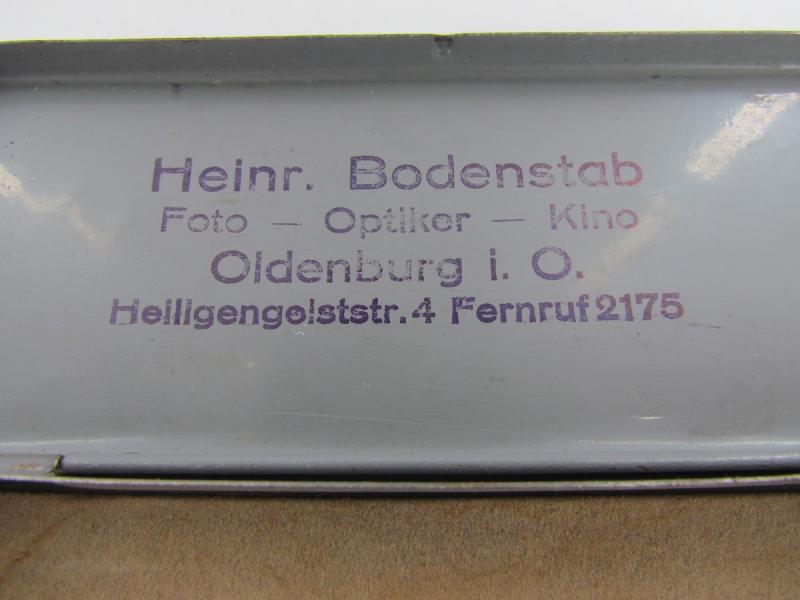 Heinr. Bodenstab
Foto — Optiker — Kino
Oldenburg i. O.
Heiligengeiststr. 4 Fernruf 2175